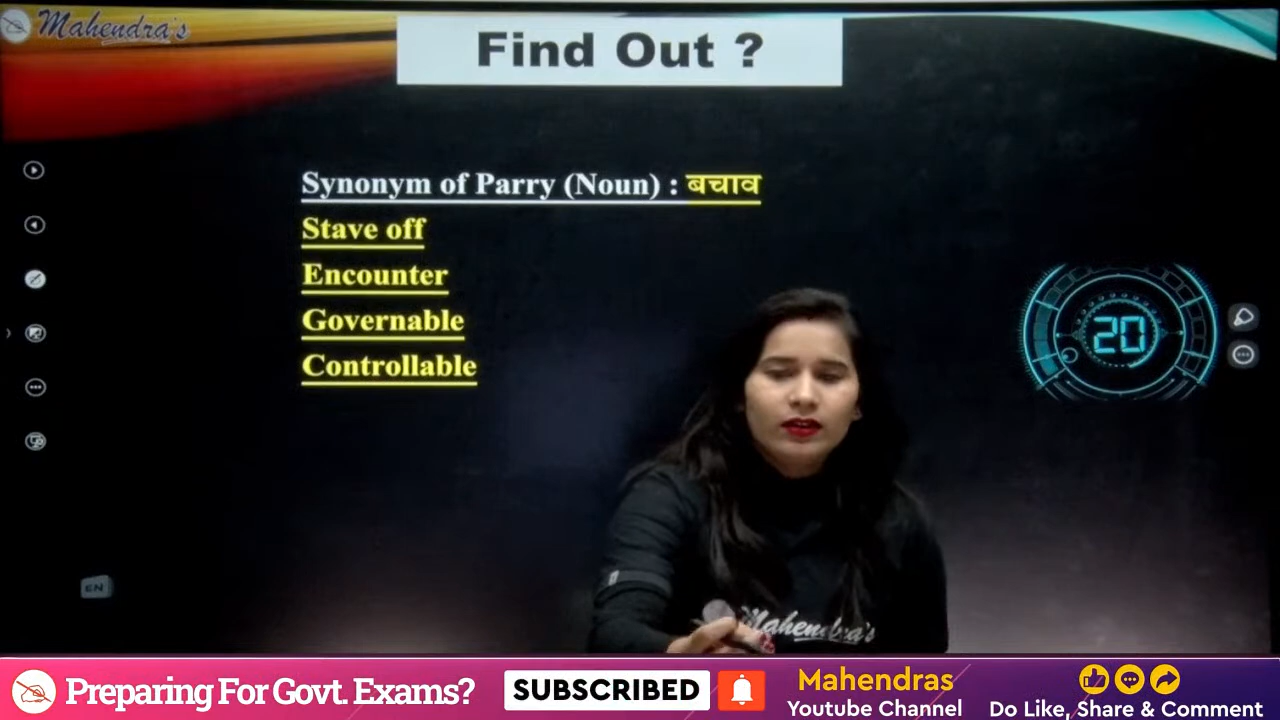 Mahendra's
Find Out ?
Synonym of Parry (Noun) : बचाव
Stave off
Encounter
Governable
Controllable
20
EN
Mahendra's
Preparing For Govt. Exams?
SUBSCRIBED
Mahendras
Youtube Channel
Do Like, Share & Comment